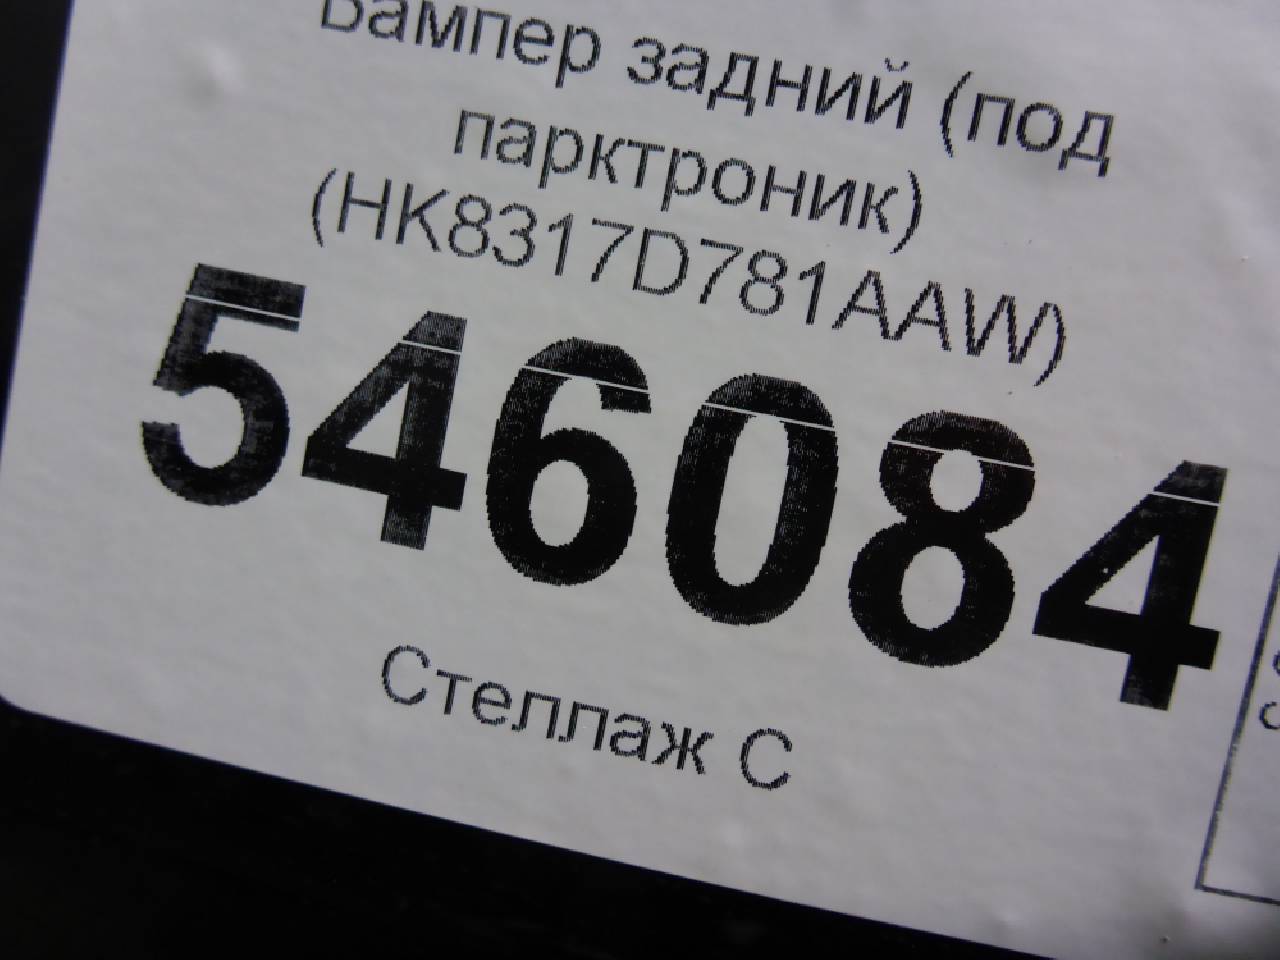 Бампер задний (под
парктроник)
(HK8317D781AAW)
546084
Стеллаж С